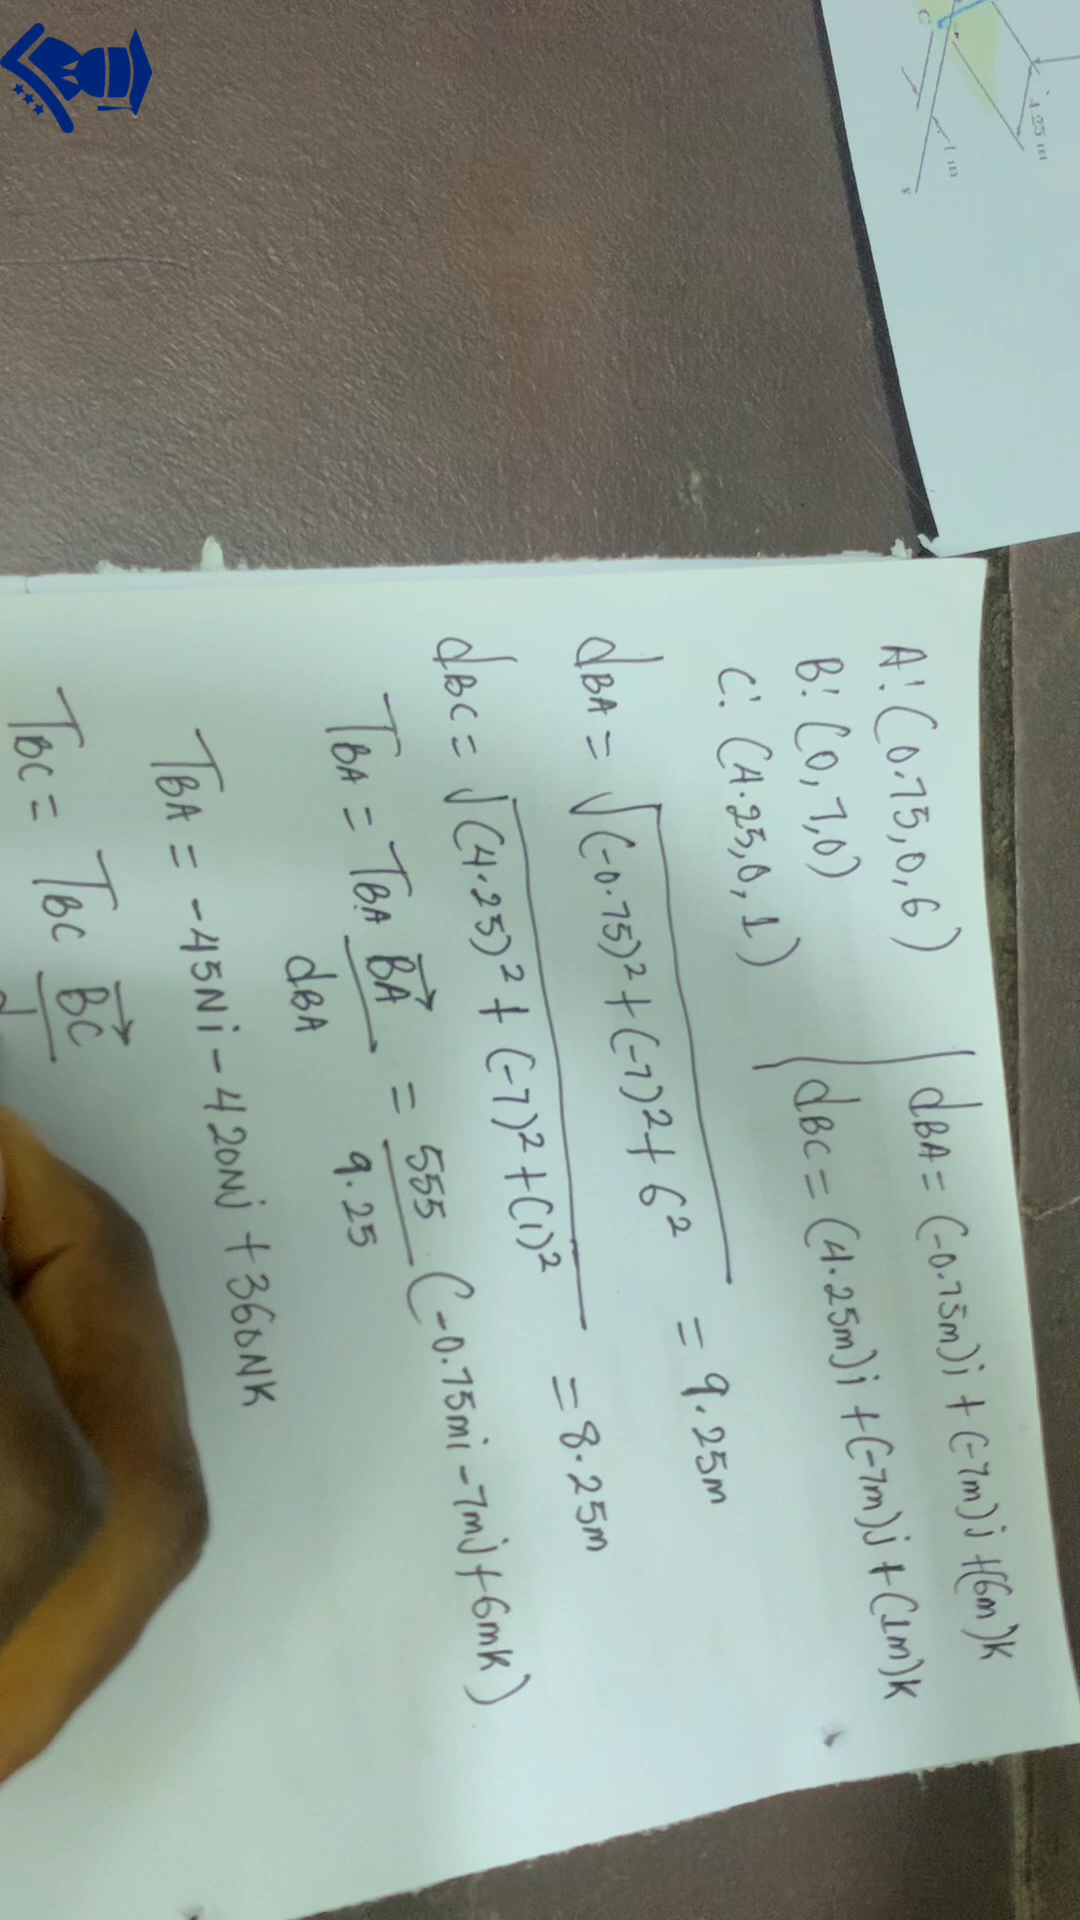 C
4.25 m
1 m
x
A: (0.75, 0, 6)
B: (0, 7, 0)
C: (4.25, 0, 1)
dBA = (-0.75m)i + (-7m)j + (6m)k
dBC = (4.25m)i + (-7m)j + (1m)k
dBA = √(-0.75)² + (-7)² + 6² = 9.25m
dBC = √(4.25)² + (-7)² + (1)² = 8.25m
TBA = TBA BA/dBA = 555/9.25 (-0.75mi - 7mj + 6mk)
TBA = -45Ni - 420Nj + 360Nk
TBC = TBC BC